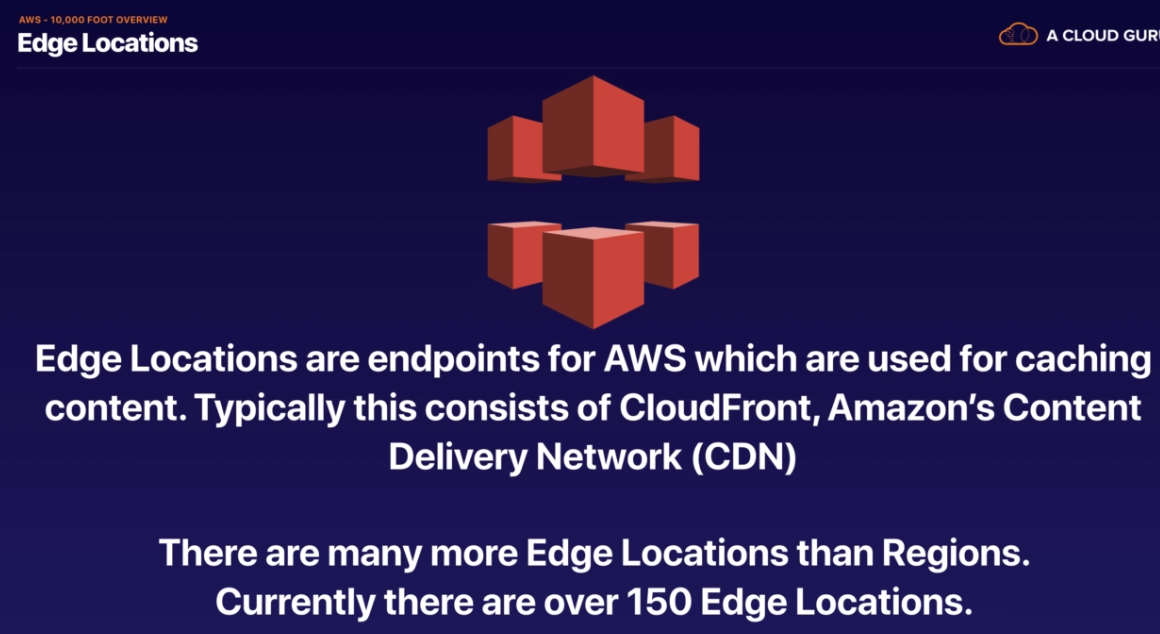 AWS - 10,000 FOOT OVERVIEW
Edge Locations
A CLOUD
Edge Locations are endpoints for AWS which are used for caching
content. Typically this consists of CloudFront, Amazon’s Content
Delivery Network (CDN)
There are many more Edge Locations than Regions.
Currently there are over 150 Edge Locations.